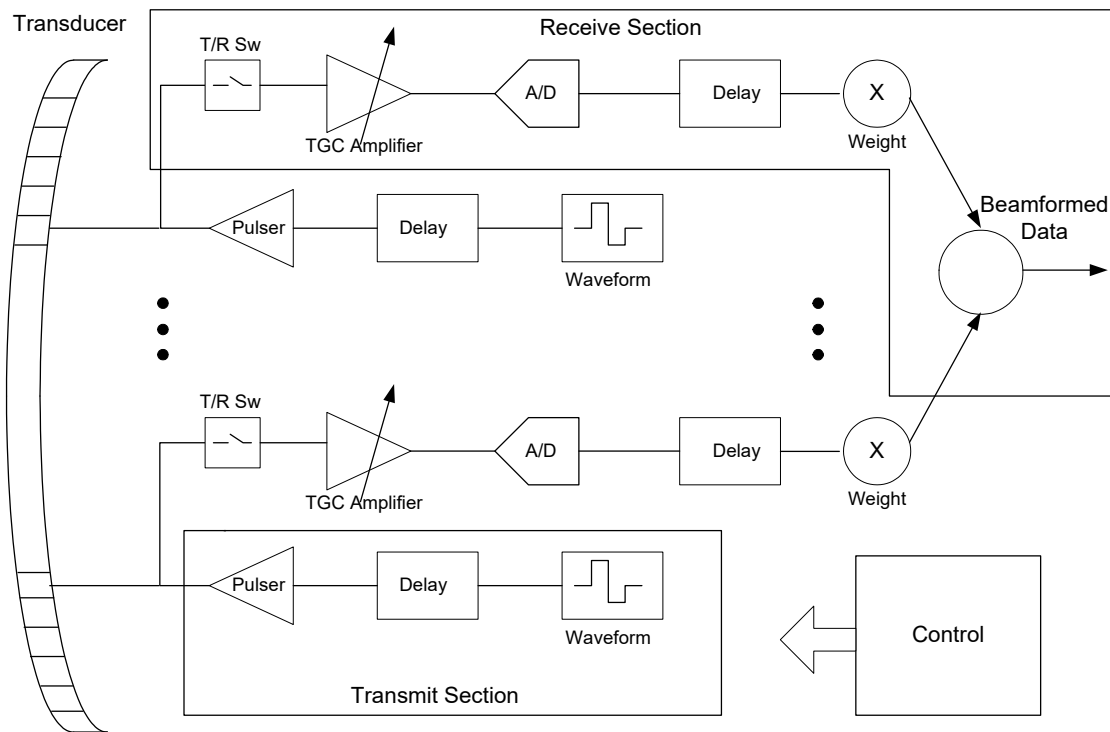 Transducer
Receive Section
T/R Sw
TGC Amplifier
A/D
Delay
X
Weight
Pulser
Delay
Waveform
Beamformed
Data
T/R Sw
TGC Amplifier
A/D
Delay
X
Weight
Pulser
Delay
Waveform
Transmit Section
Control